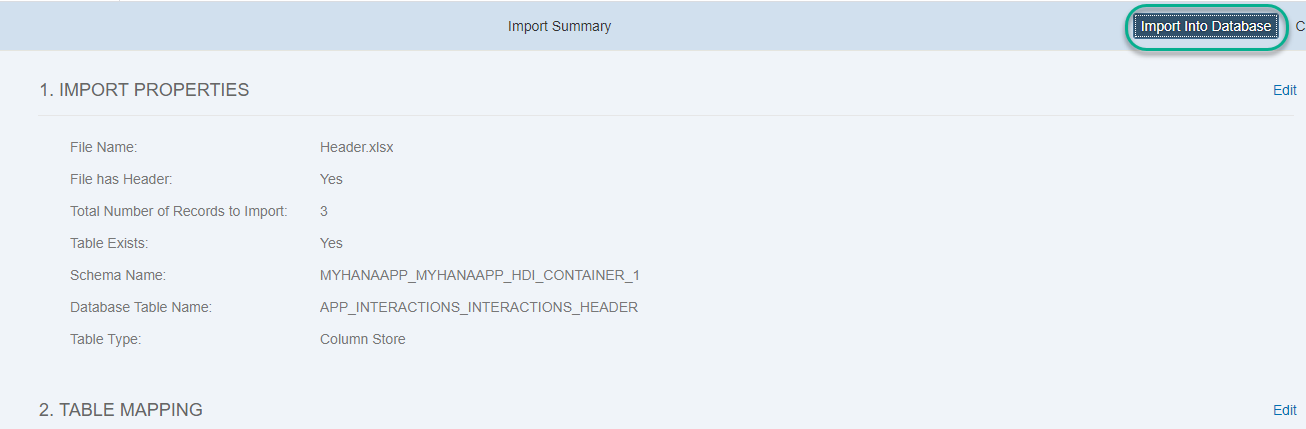 Import Summary
Import Into Database
C
1. IMPORT PROPERTIES
Edit
File Name: Header.xlsx
File has Header: Yes
Total Number of Records to Import: 3
Table Exists: Yes
Schema Name: MYHANAAPP_MYHANAAPP_HDI_CONTAINER_1
Database Table Name: APP_INTERACTIONS_INTERACTIONS_HEADER
Table Type: Column Store
2. TABLE MAPPING
Edit